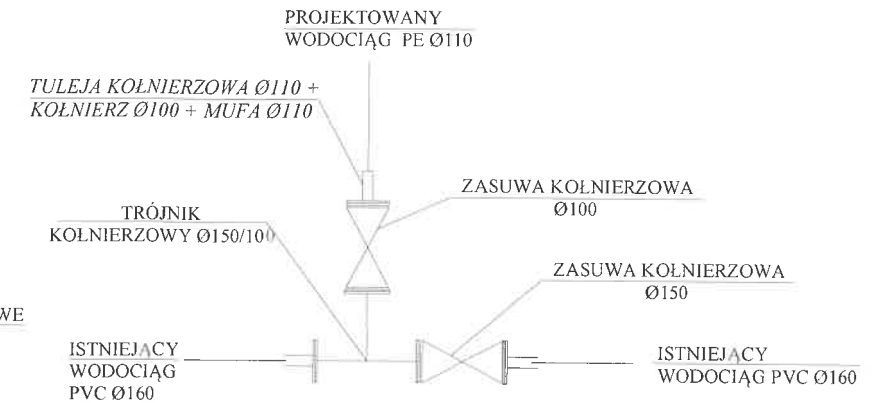 PROJEKTOWANY
WODOCIĄG PE Ø110
TULEJA KOŁNIERZOWA Ø110 +
KOŁNIERZ Ø100 + MUFA Ø110
ZASUWA KOŁNIERZOWA
Ø100
TRÓJNIK
KOŁNIERZOWY Ø150/100
ZASUWA KOŁNIERZOWA
Ø150
WE
ISTNIEJĄCY
WODOCIĄG
PVC Ø160
ISTNIEJĄCY
WODOCIĄG PVC Ø160